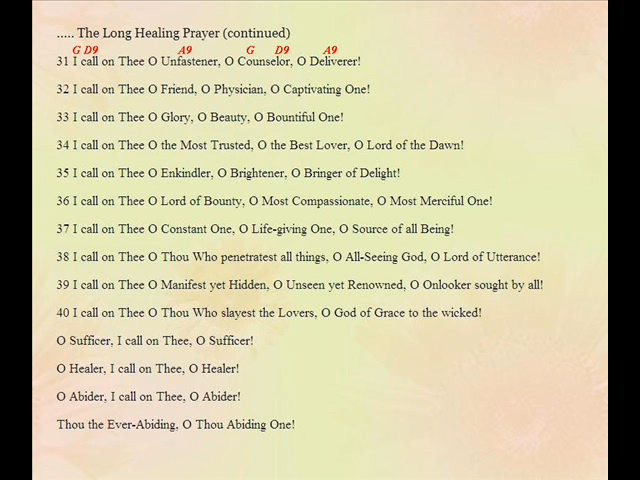 ..... The Long Healing Prayer (continued)
G D9 A9 G D9 A9
31 I call on Thee O Unfastener, O Counselor, O Deliverer!
32 I call on Thee O Friend, O Physician, O Captivating One!
33 I call on Thee O Glory, O Beauty, O Bountiful One!
34 I call on Thee O the Most Trusted, O the Best Lover, O Lord of the Dawn!
35 I call on Thee O Enkindler, O Brightener, O Bringer of Delight!
36 I call on Thee O Lord of Bounty, O Most Compassionate, O Most Merciful One!
37 I call on Thee O Constant One, O Life-giving One, O Source of all Being!
38 I call on Thee O Thou Who penetratest all things, O All-Seeing God, O Lord of Utterance!
39 I call on Thee O Manifest yet Hidden, O Unseen yet Renowned, O Onlooker sought by all!
40 I call on Thee O Thou Who slayest the Lovers, O God of Grace to the wicked!
O Sufficer, I call on Thee, O Sufficer!
O Healer, I call on Thee, O Healer!
O Abider, I call on Thee, O Abider!
Thou the Ever-Abiding, O Thou Abiding One!